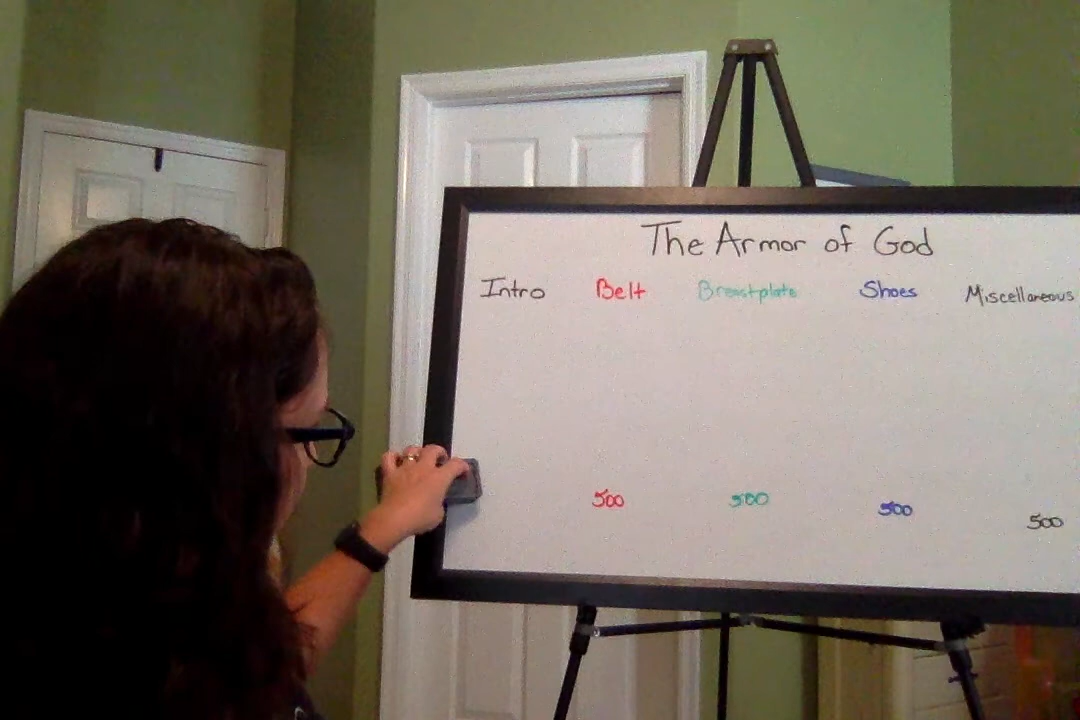 The Armor of God
Intro Belt Breastplate Shoes Miscellaneous
500 500 500 500